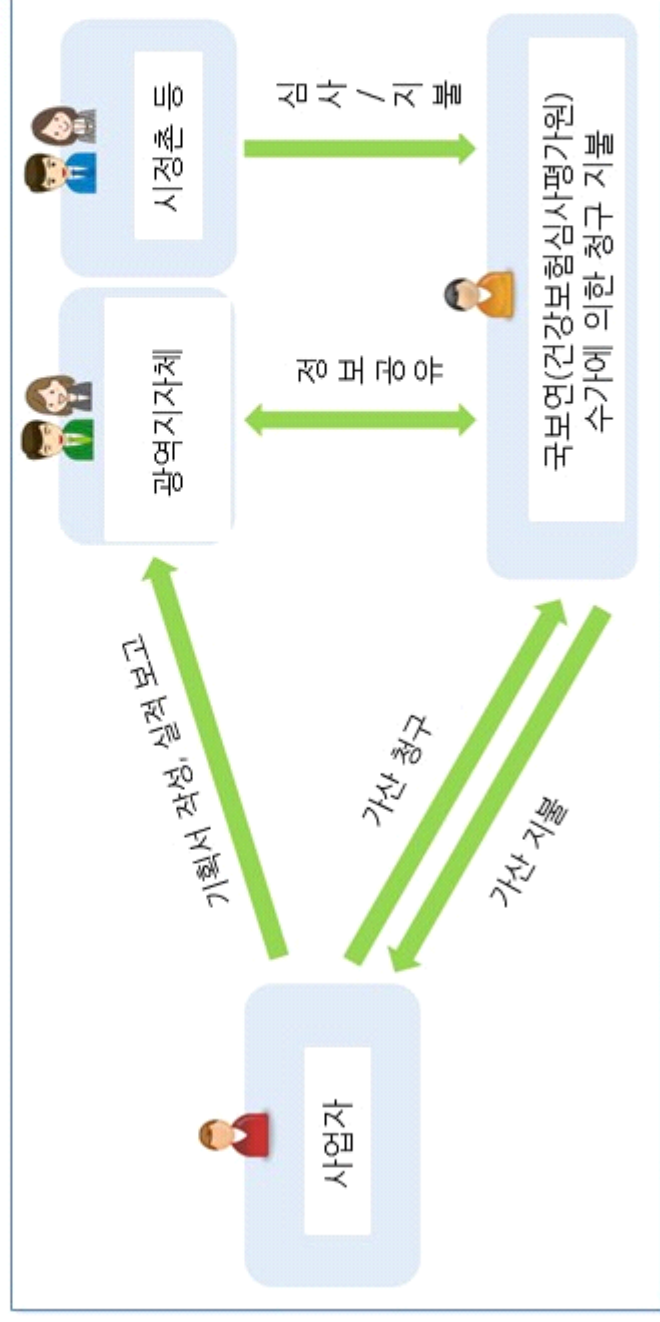 시정촌 등
심사/지불
광역지자체
정보공유
국보연(건강보험심사평가원)
수가에 의한 청구 지불
기획서 작성, 실적 보고
가산 청구
가산 지불
사업자